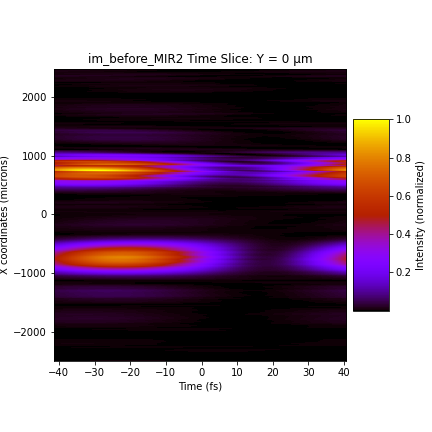 im_before_MIR2 Time Slice: Y = 0 μm
X coordinates (microns)
2000
1000
0
−1000
−2000
−40 −30 −20 −10 0 10 20 30 40
Time (fs)
1.0
0.8
0.6
0.4
0.2
Intensity (normalized)